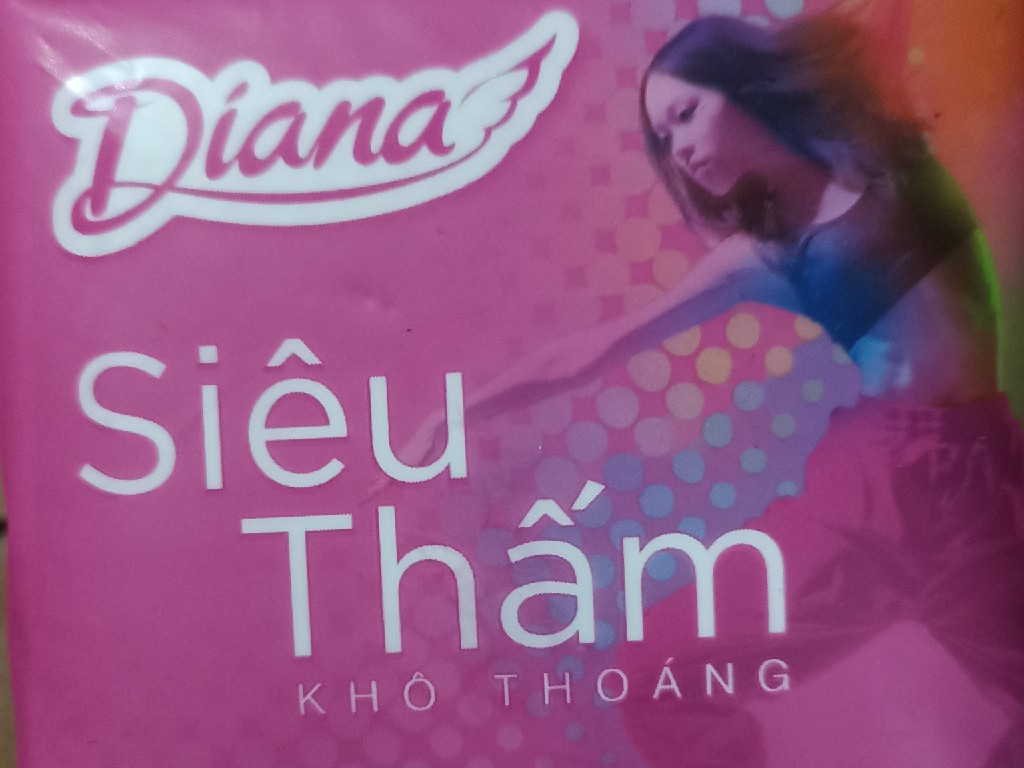 Diana
Siêu
Thấm
KHÔ THOÁNG